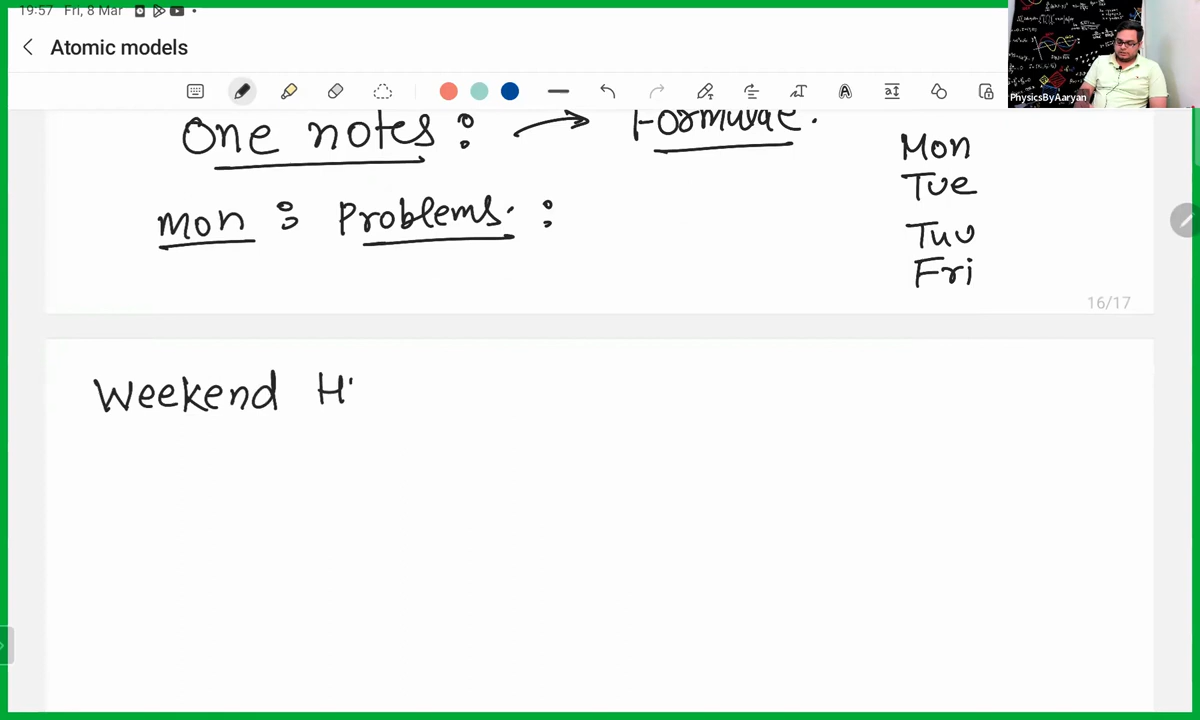 19:57 Fri, 8 Mar
Atomic models
PhysicsByAaryan
One notes : → Formulae.
Mon
Tue
Tuu
Fri
mon : Problems. :
16/17
Weekend H'